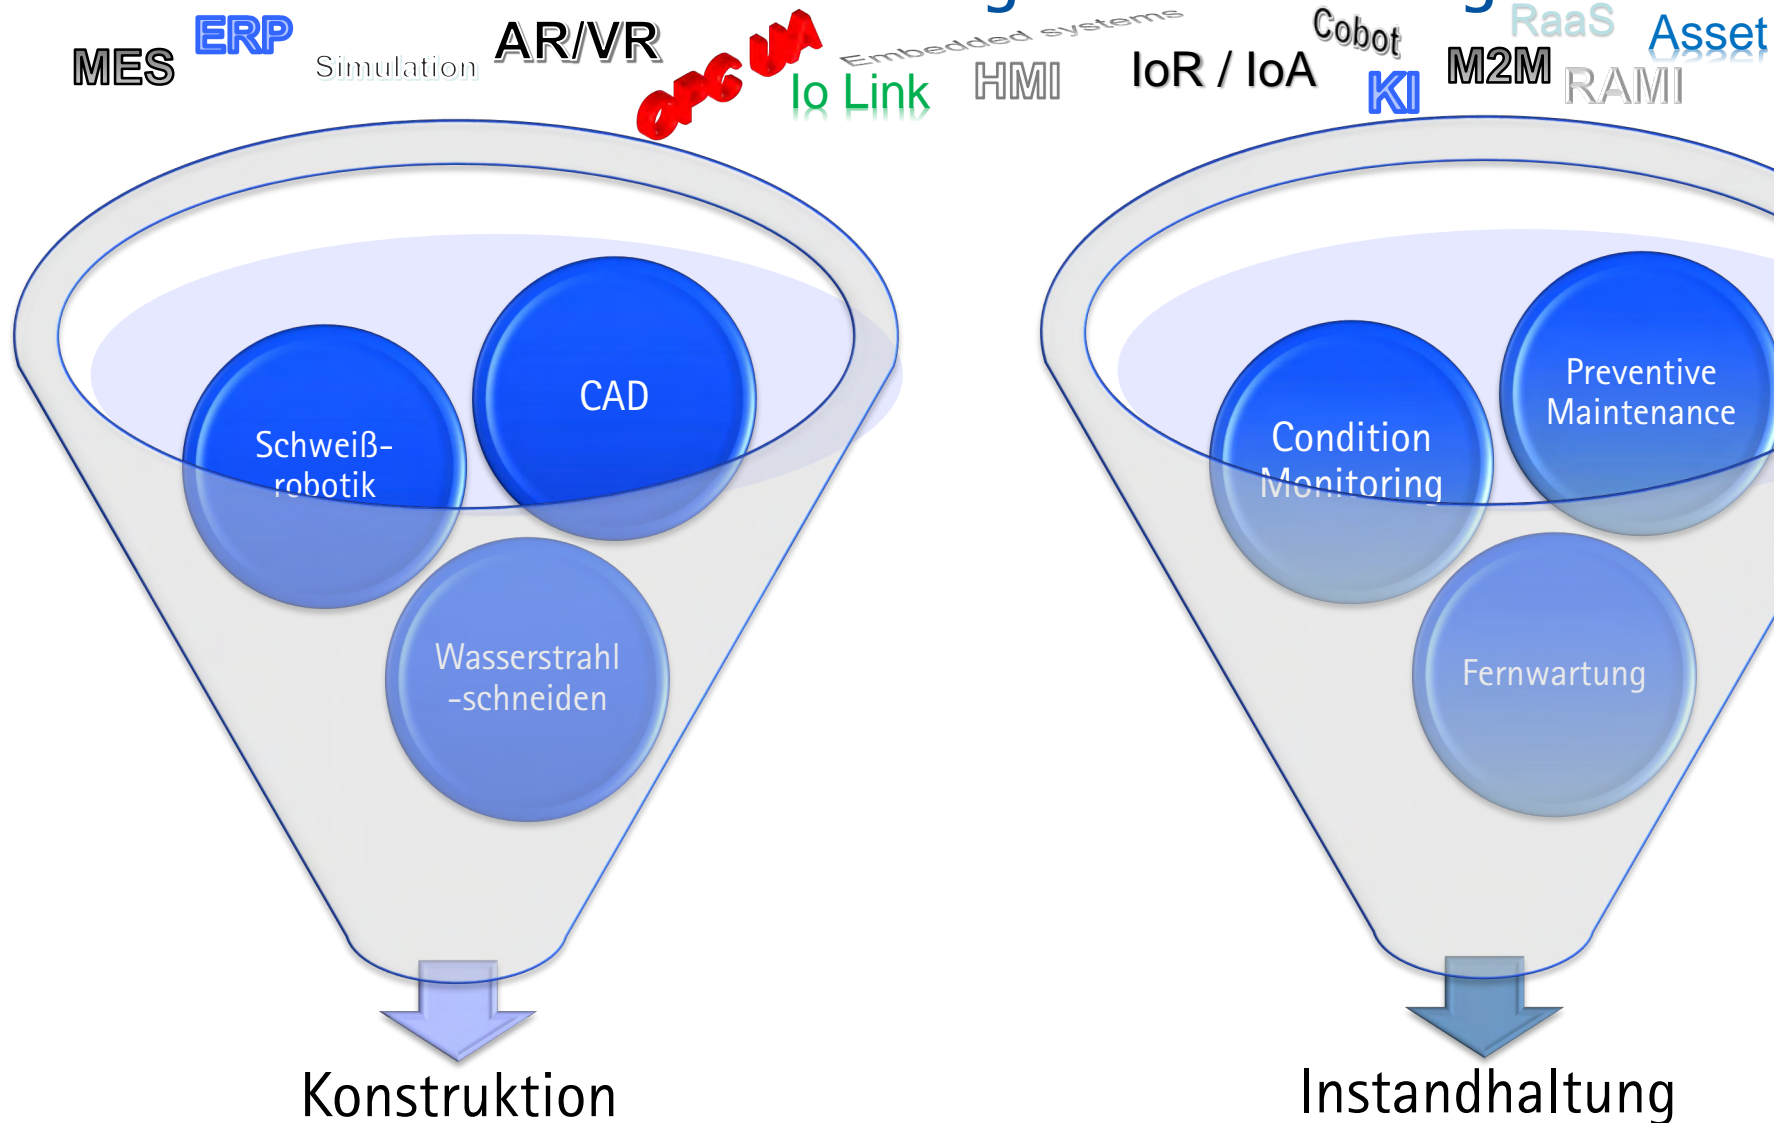 MES
ERP
Simulation
AR/VR
OPC UA
Io Link
Embedded systems
HMI
IoR / IoA
Cobot
KI
M2M
RaaS
RAMI
Asset
Schweiß-
robotik
CAD
Wasserstrahl
-schneiden
Konstruktion
Condition
Monitoring
Preventive
Maintenance
Fernwartung
Instandhaltung